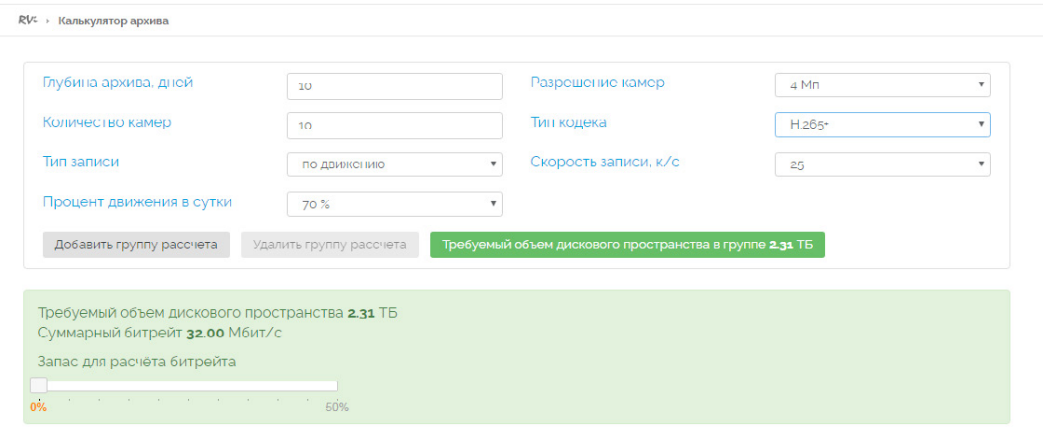 RVi › Калькулятор архива
Глубина архива, дней 10 Разрешение камер 4 Мп
Количество камер 10 Тип кодека H.265+
Тип записи по движению Скорость записи, к/с 25
Процент движения в сутки 70 %
Добавить группу рассчета Удалить группу рассчета Требуемый объем дискового пространства в группе 2.31 ТБ
Требуемый объем дискового пространства 2.31 ТБ
Суммарный битрейт 32.00 Мбит/с
Запас для расчёта битрейта
0% 50%